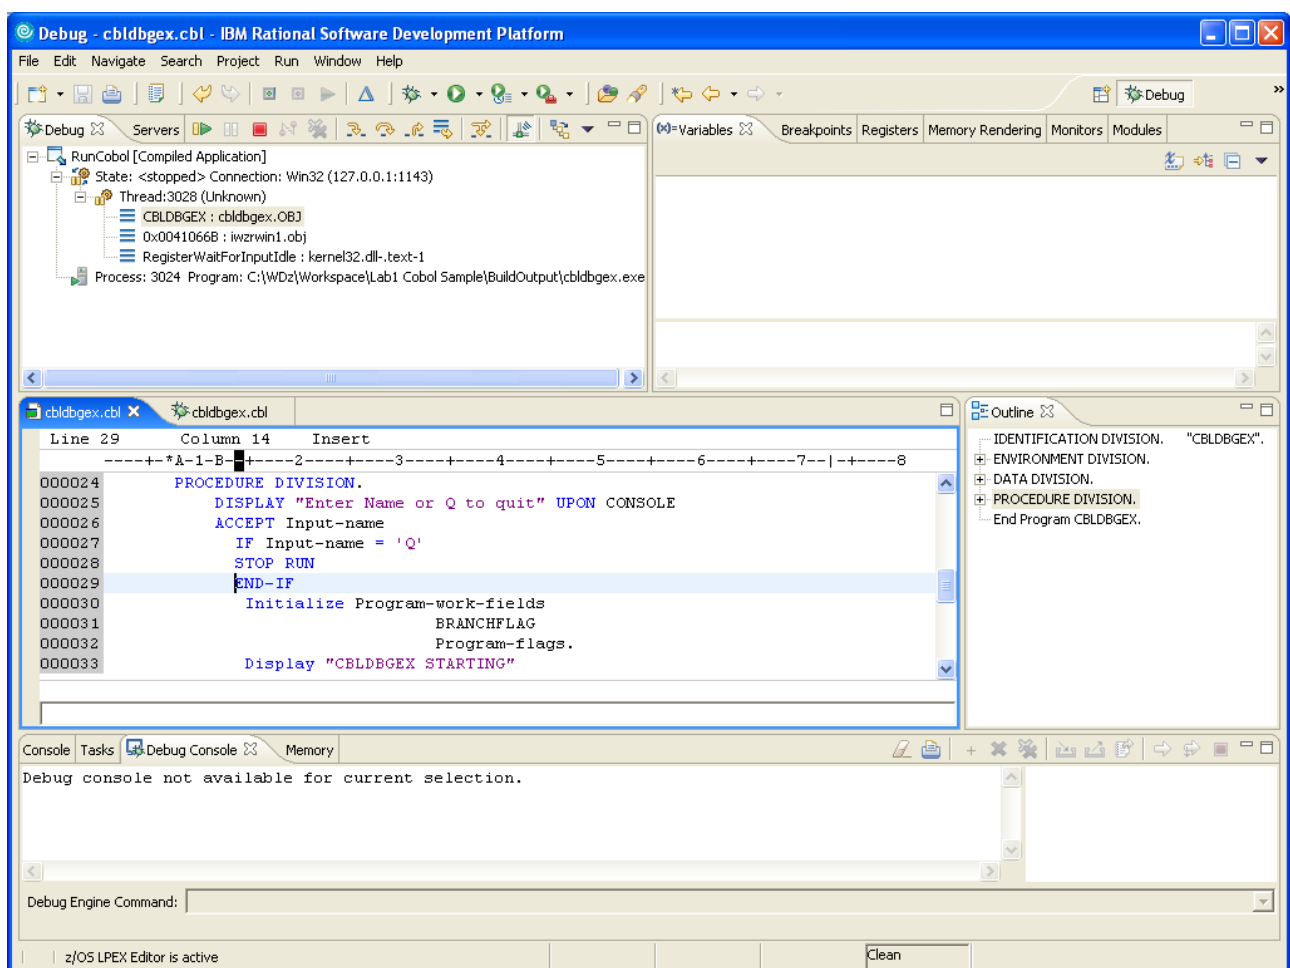 Debug - cbldbgex.cbl - IBM Rational Software Development Platform
File Edit Navigate Search Project Run Window Help
Debug
»
Debug Servers
(x)=Variables Breakpoints Registers Memory Rendering Monitors Modules
RunCobol [Compiled Application]
State: <stopped> Connection: Win32 (127.0.0.1:1143)
Thread:3028 (Unknown)
CBLDBGEX : cbldbgex.OBJ
0x0041066B : iwzrwin1.obj
RegisterWaitForInputIdle : kernel32.dll-.text-1
Process: 3024 Program: C:\WDz\Workspace\Lab1 Cobol Sample\BuildOutput\cbldbgex.exe
cbldbgex.cbl cbldbgex.cbl
Line 29 Column 14 Insert
----+-*A-1-B--+----2----+----3----+----4----+----5----+----6----+----7--|-+----8
000024 PROCEDURE DIVISION.
000025 DISPLAY "Enter Name or Q to quit" UPON CONSOLE
000026 ACCEPT Input-name
000027 IF Input-name = 'Q'
000028 STOP RUN
000029 END-IF
000030 Initialize Program-work-fields
000031 BRANCHFLAG
000032 Program-flags.
000033 Display "CBLDBGEX STARTING"
Outline
IDENTIFICATION DIVISION. "CBLDBGEX".
ENVIRONMENT DIVISION.
DATA DIVISION.
PROCEDURE DIVISION.
End Program CBLDBGEX.
Console Tasks Debug Console Memory
Debug console not available for current selection.
Debug Engine Command:
z/OS LPEX Editor is active
Clean